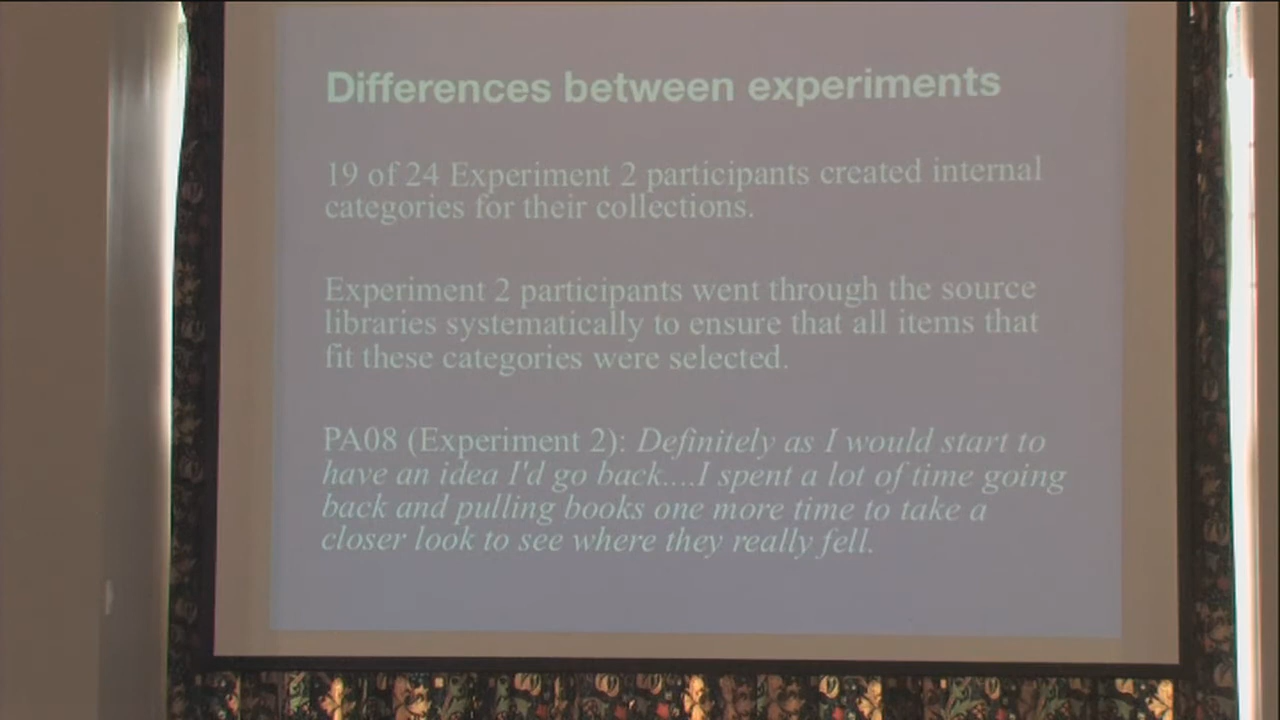 Differences between experiments
19 of 24 Experiment 2 participants created internal
categories for their collections.
Experiment 2 participants went through the source
libraries systematically to ensure that all items that
fit these categories were selected.
PA08 (Experiment 2): Definitely as I would start to
have an idea I'd go back....I spent a lot of time going
back and pulling books one more time to take a
closer look to see where they really fell.